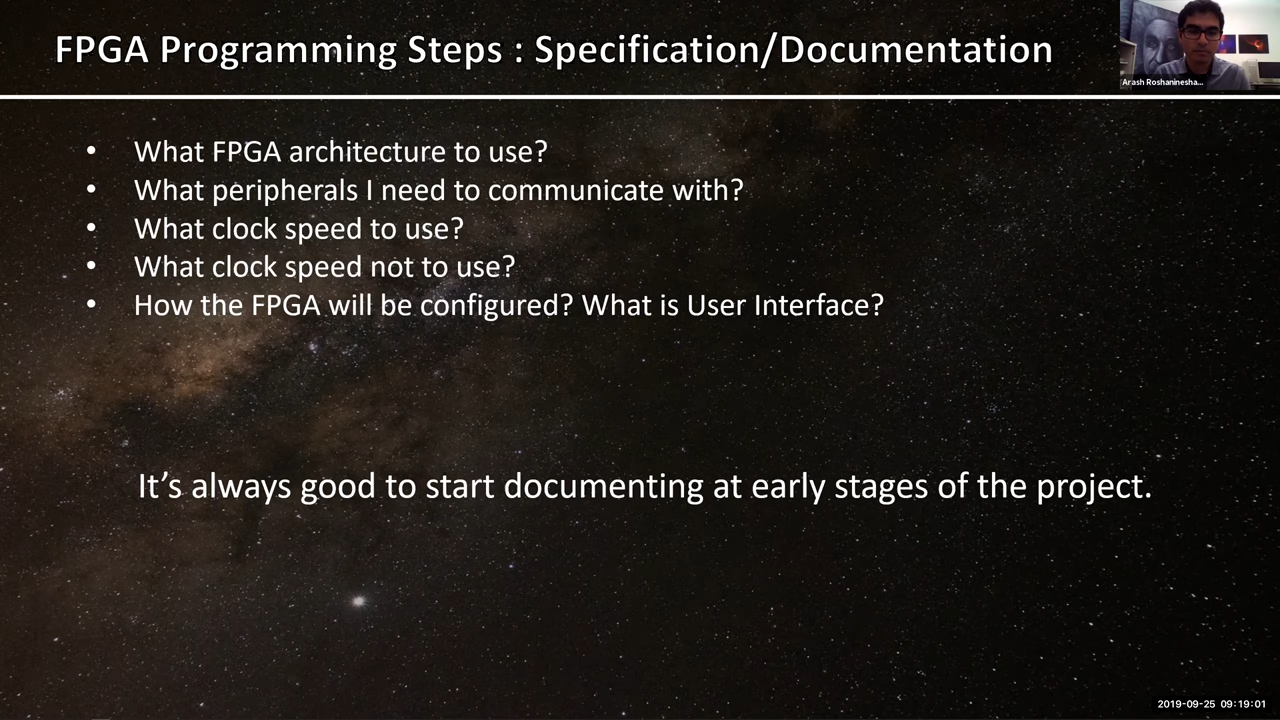 FPGA Programming Steps : Specification/Documentation
Arash Roshaninesha...
• What FPGA architecture to use?
• What peripherals I need to communicate with?
• What clock speed to use?
• What clock speed not to use?
• How the FPGA will be configured? What is User Interface?
It’s always good to start documenting at early stages of the project.
2019-09-25 09:19:01